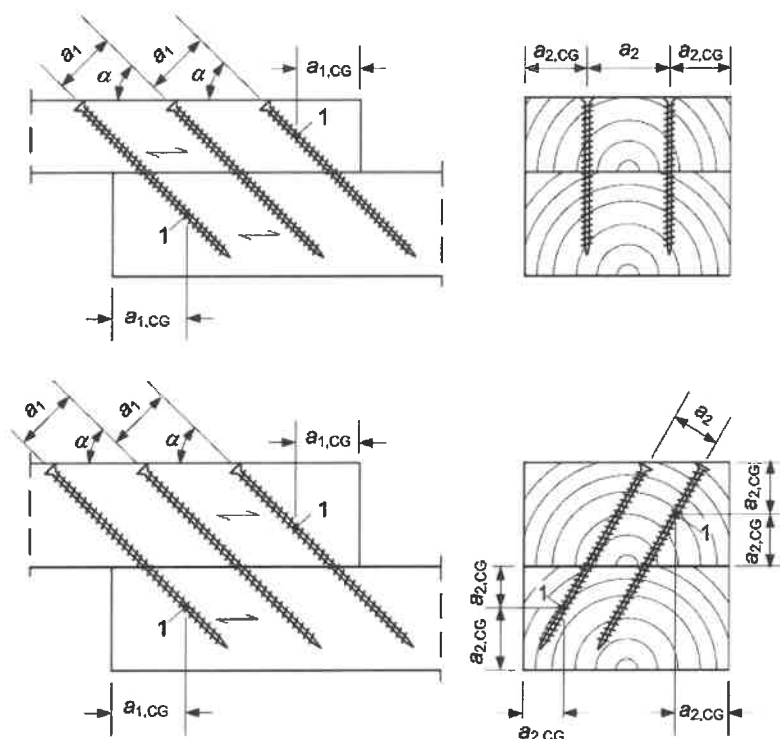 a₁ a₁ a₁,CG
α α
1
1
a₁,CG
a₂,CG a₂ a₂,CG
a₁ a₁ a₁,CG
α α
1
1
a₁,CG
a₂
a₂,CG
1
a₂,CG
a₂,CG
1
a₂,CG
a₂,CG
a₂,CG